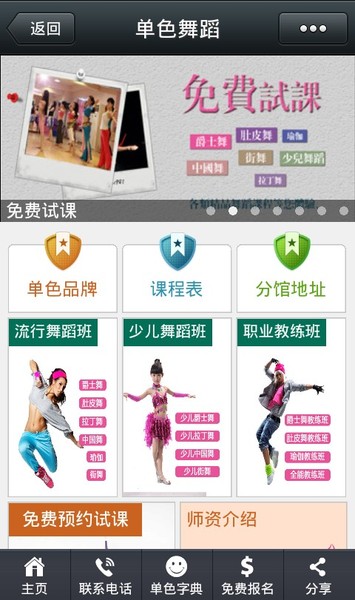 返回
单色舞蹈
免費試課
爵士舞
肚皮舞
瑜伽
中國舞
街舞
少兒舞蹈
拉丁舞
免费试课
单色品牌
课程表
分馆地址
流行舞蹈班
少儿舞蹈班
职业教练班
爵士舞
肚皮舞
拉丁舞
中国舞
瑜伽
街舞
少儿爵士舞
少儿拉丁舞
少儿中国舞
少儿街舞
爵士舞教练班
肚皮舞教练班
瑜伽教练班
全能教练班
免费预约试课
师资介绍
主页
联系电话
单色字典
免费报名
分享